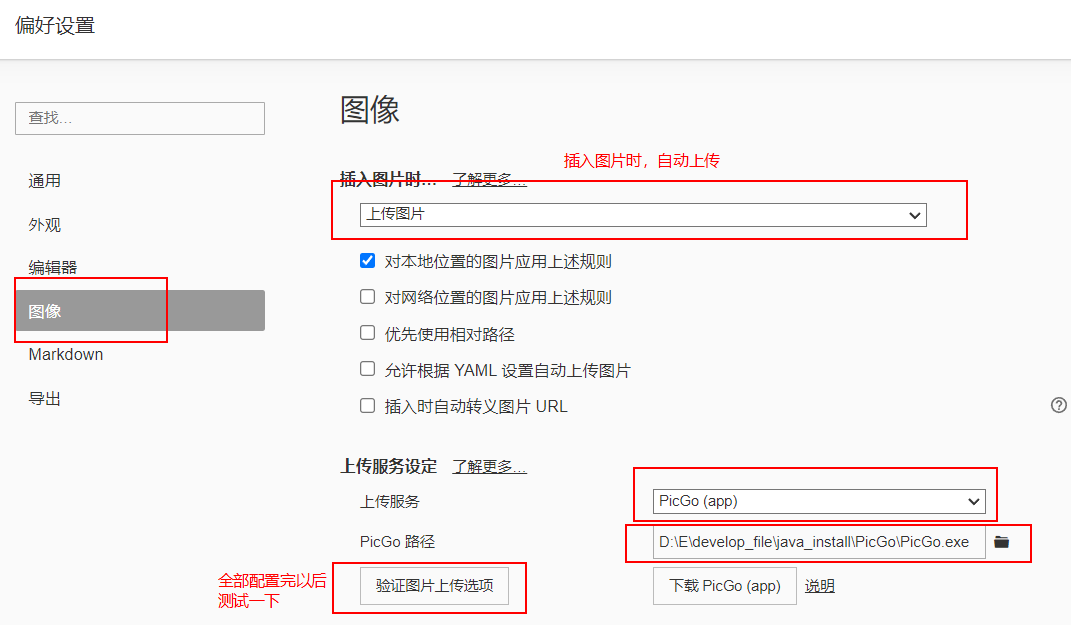 偏好设置
查找...
通用
外观
编辑器
图像
Markdown
导出
图像
插入图片时，自动上传
插入图片时... 了解更多...
上传图片
对本地位置的图片应用上述规则
对网络位置的图片应用上述规则
优先使用相对路径
允许根据 YAML 设置自动上传图片
插入时自动转义图片 URL
上传服务设定 了解更多...
上传服务 PicGo (app)
PicGo 路径 D:\E\develop_file\java_install\PicGo\PicGo.exe
全部配置完以后
测试一下
验证图片上传选项 下载 PicGo (app) 说明